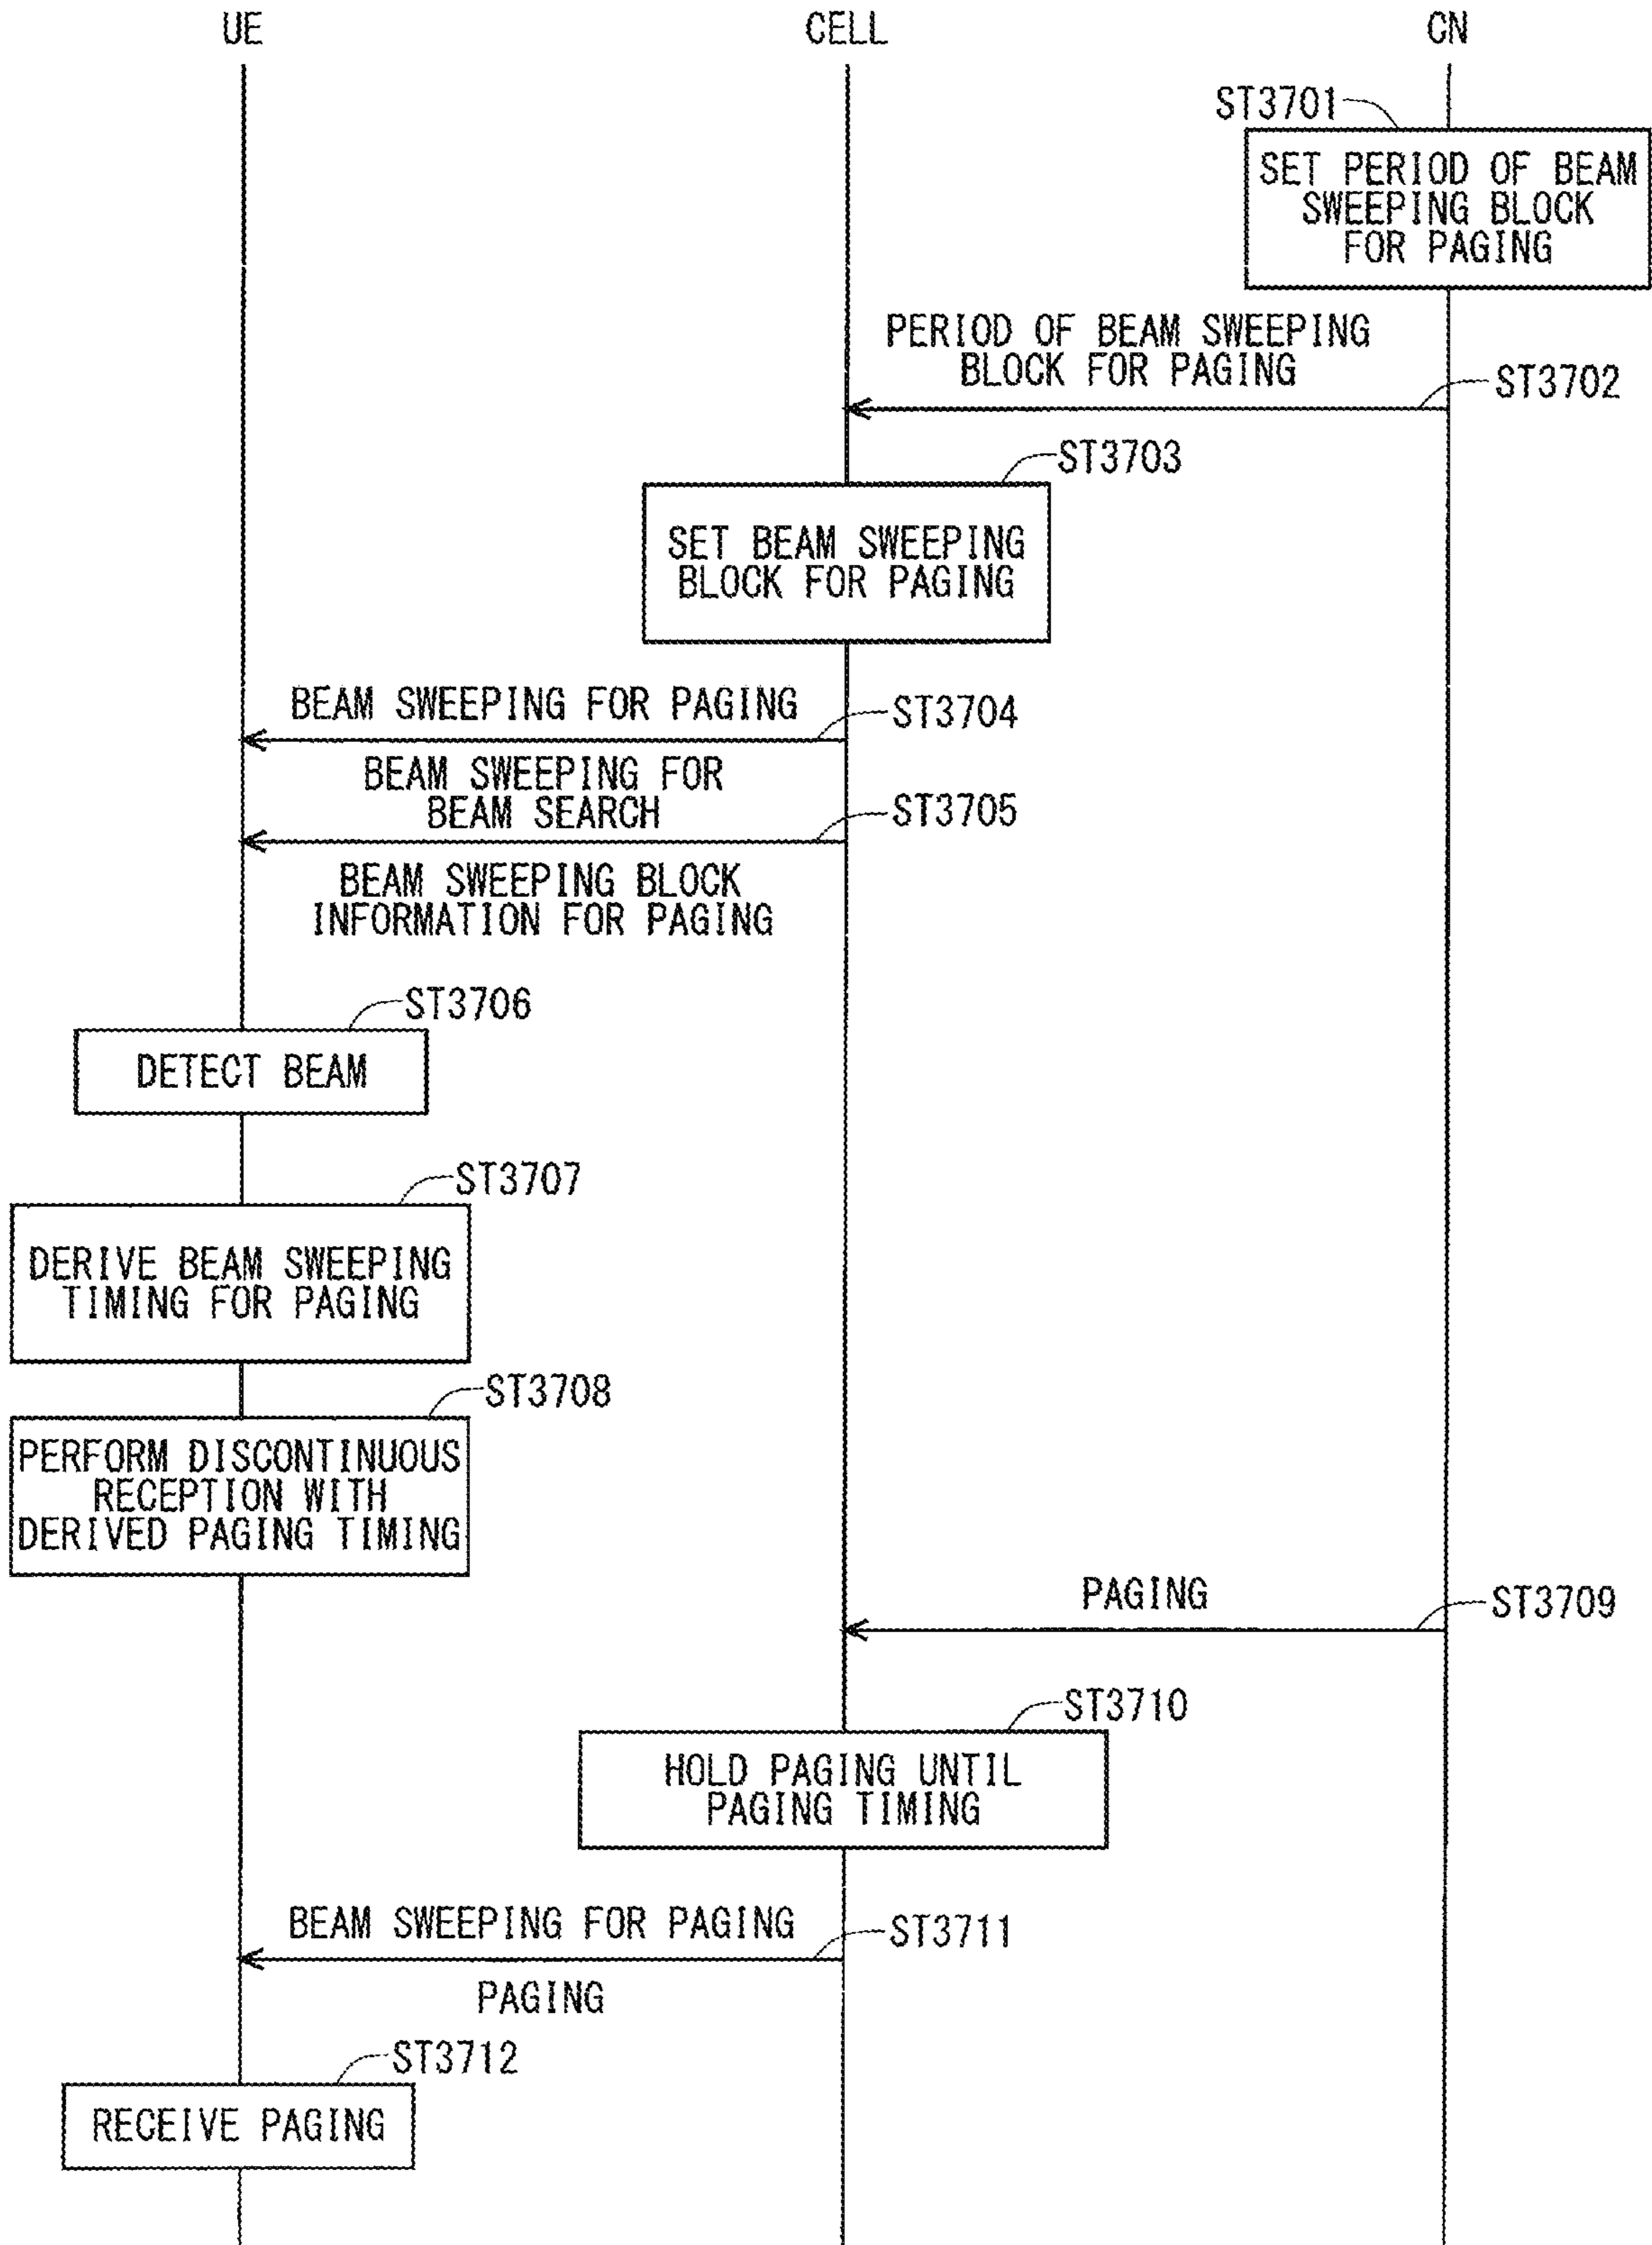 UE
CELL
CN
ST3701
SET PERIOD OF BEAM
SWEEPING BLOCK
FOR PAGING
PERIOD OF BEAM SWEEPING
BLOCK FOR PAGING
ST3702
ST3703
SET BEAM SWEEPING
BLOCK FOR PAGING
BEAM SWEEPING FOR PAGING
ST3704
BEAM SWEEPING FOR
BEAM SEARCH
ST3705
BEAM SWEEPING BLOCK
INFORMATION FOR PAGING
ST3706
DETECT BEAM
ST3707
DERIVE BEAM SWEEPING
TIMING FOR PAGING
ST3708
PERFORM DISCONTINUOUS
RECEPTION WITH
DERIVED PAGING TIMING
PAGING
ST3709
ST3710
HOLD PAGING UNTIL
PAGING TIMING
BEAM SWEEPING FOR PAGING
ST3711
PAGING
ST3712
RECEIVE PAGING